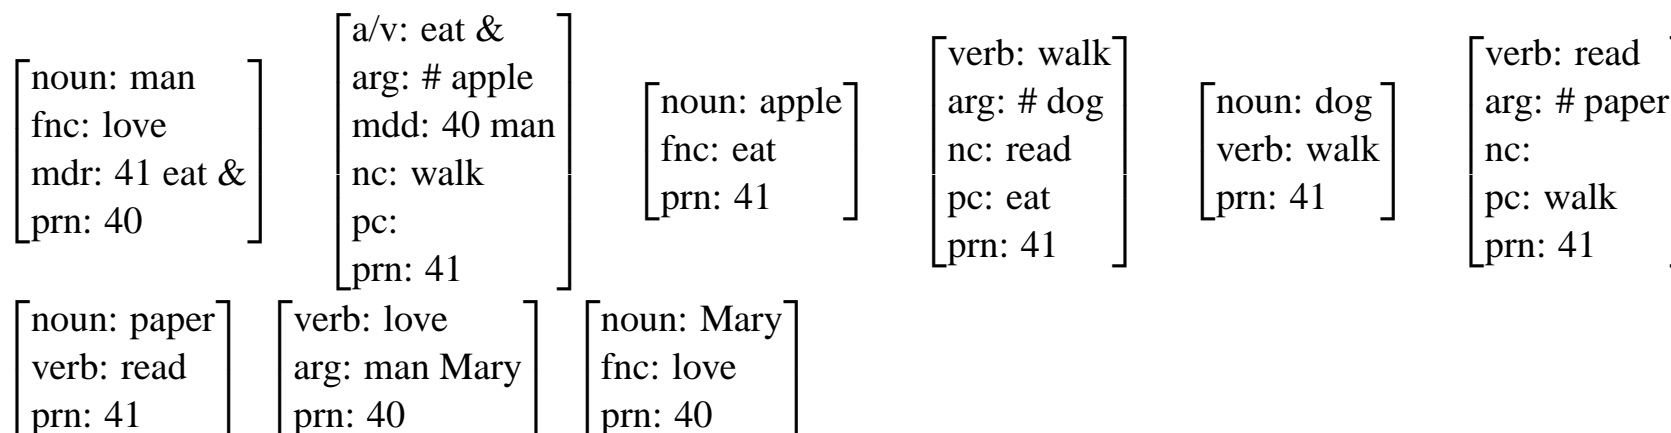 noun: man
fnc: love
mdr: 41 eat &
prn: 40
a/v: eat &
arg: # apple
mdd: 40 man
nc: walk
pc:
prn: 41
noun: apple
fnc: eat
prn: 41
verb: walk
arg: # dog
nc: read
pc: eat
prn: 41
noun: dog
verb: walk
prn: 41
verb: read
arg: # paper
nc:
pc: walk
prn: 41
noun: paper
verb: read
prn: 41
verb: love
arg: man Mary
prn: 40
noun: Mary
fnc: love
prn: 40